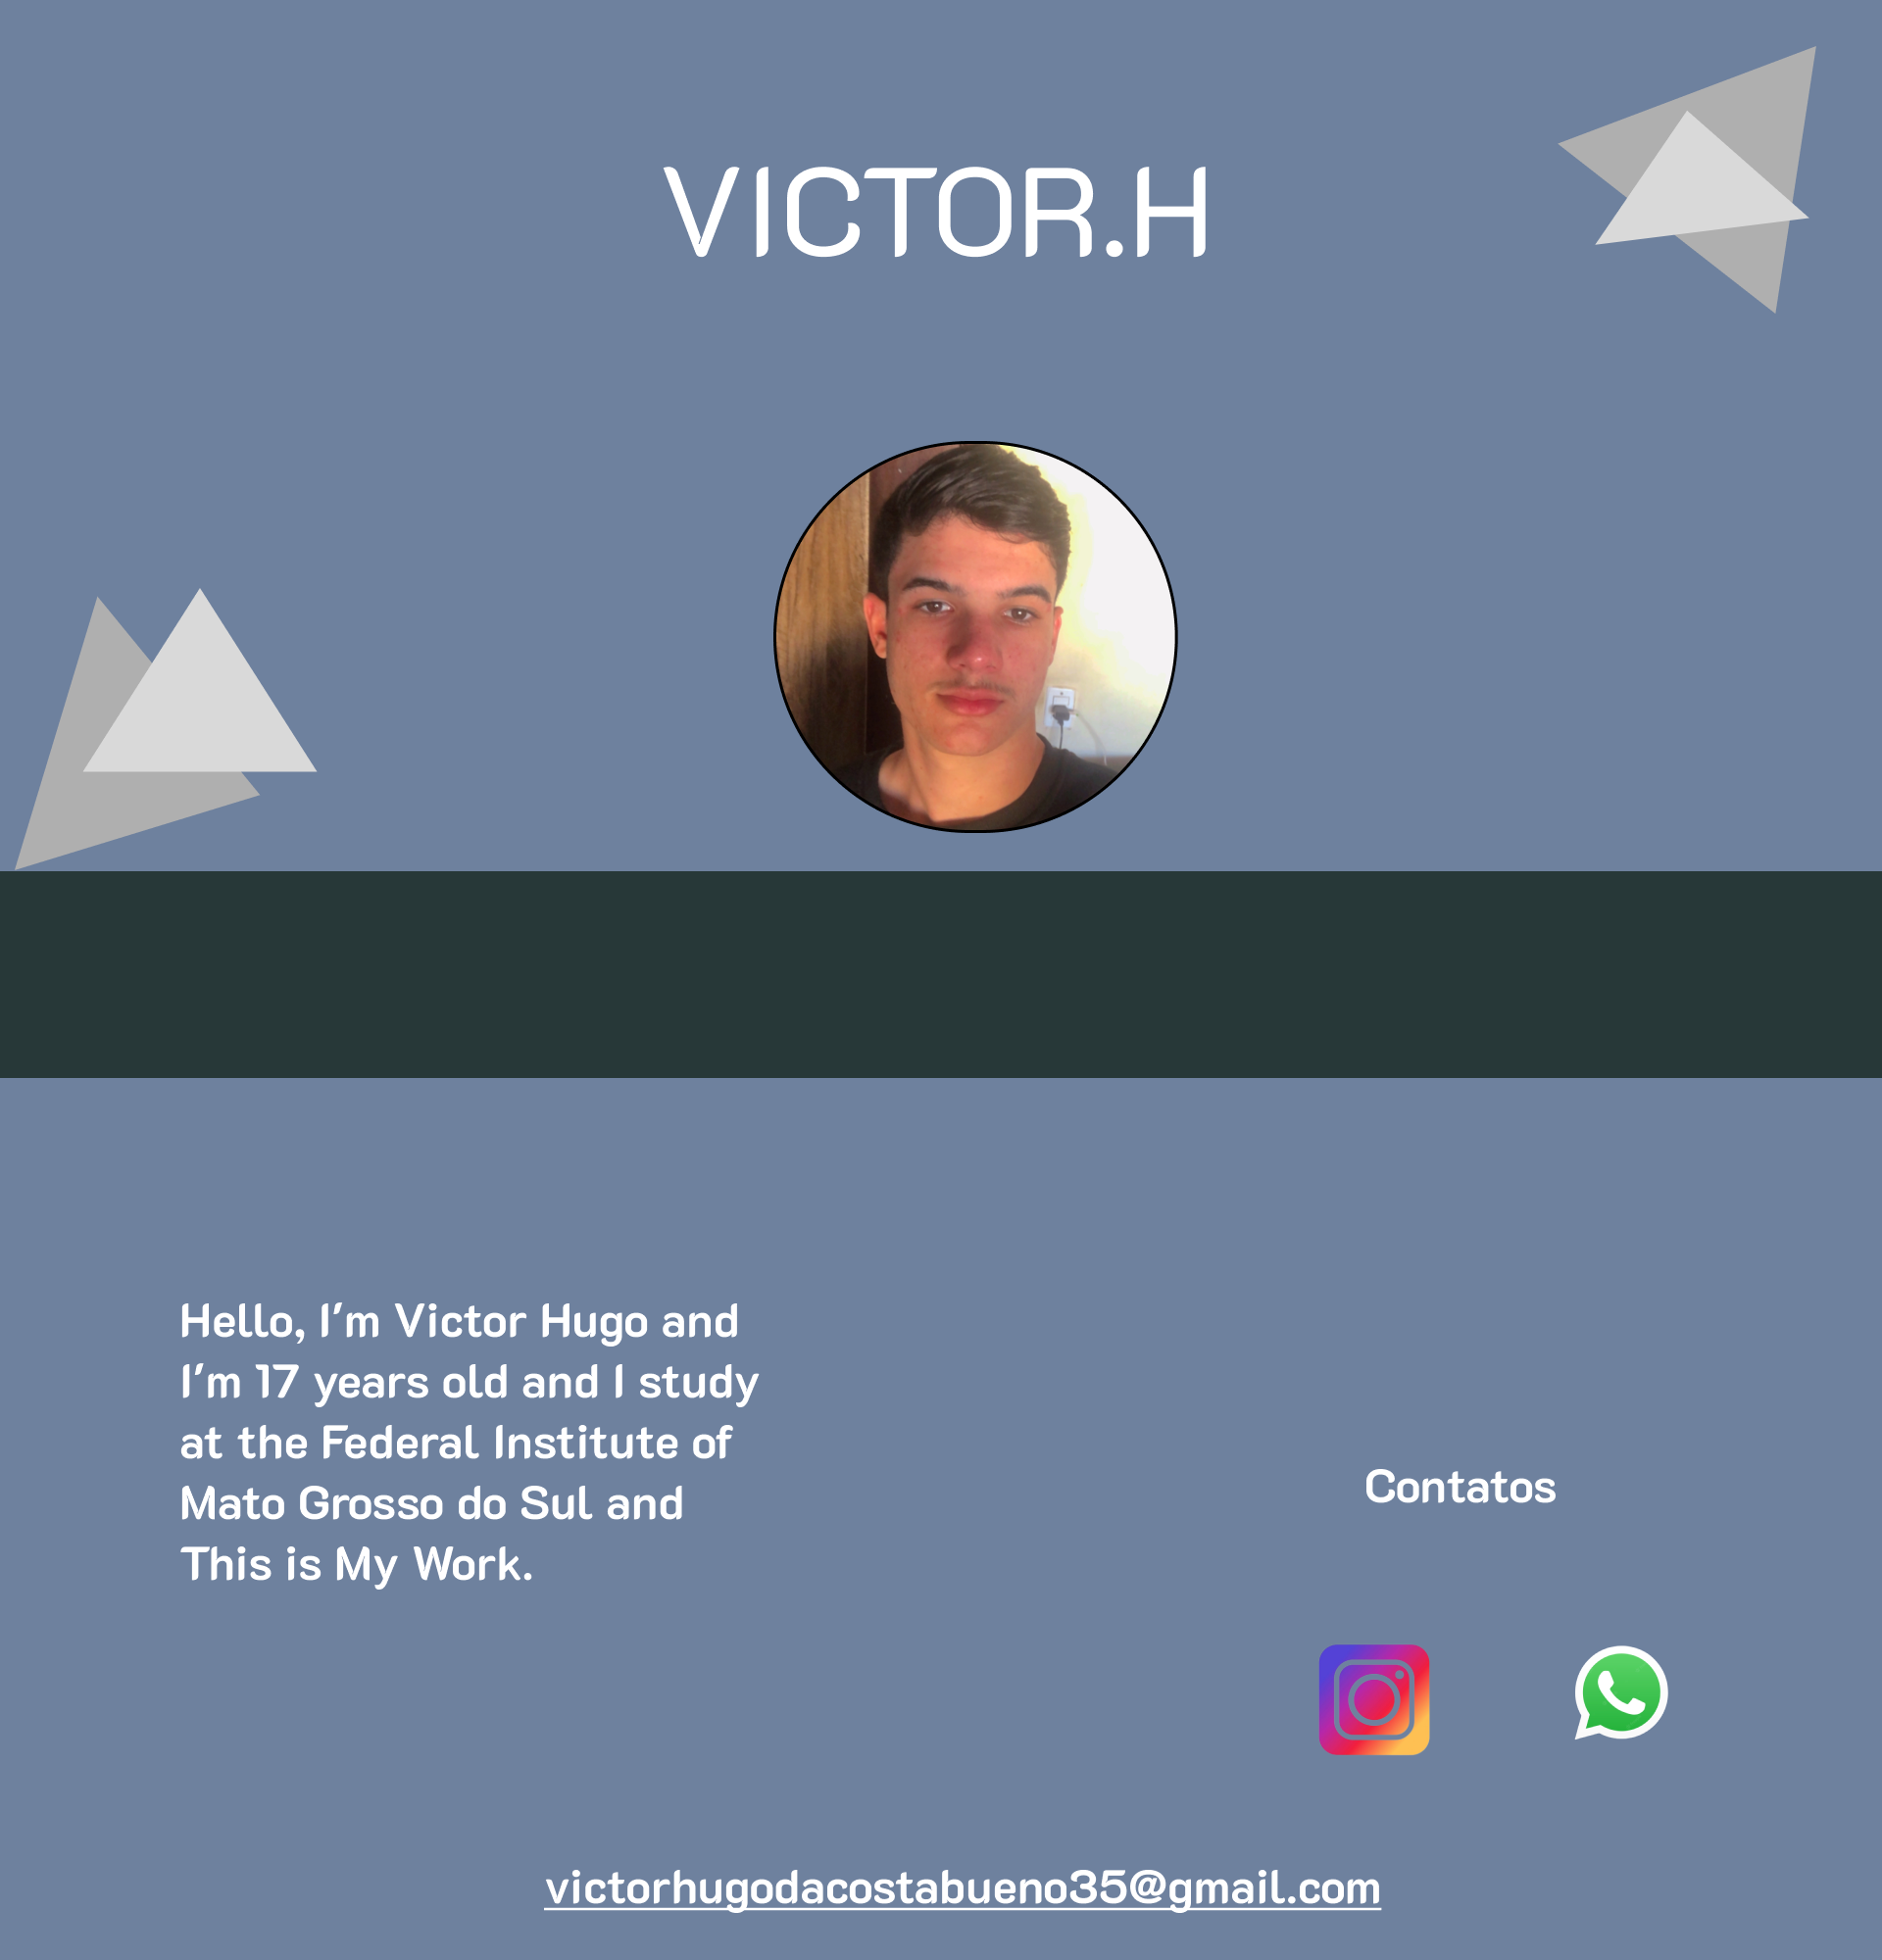 VICTOR.H
Hello, I'm Victor Hugo and
I'm 17 years old and I study
at the Federal Institute of
Mato Grosso do Sul and
This is My Work.
Contatos
victorhugodacostabueno35@gmail.com